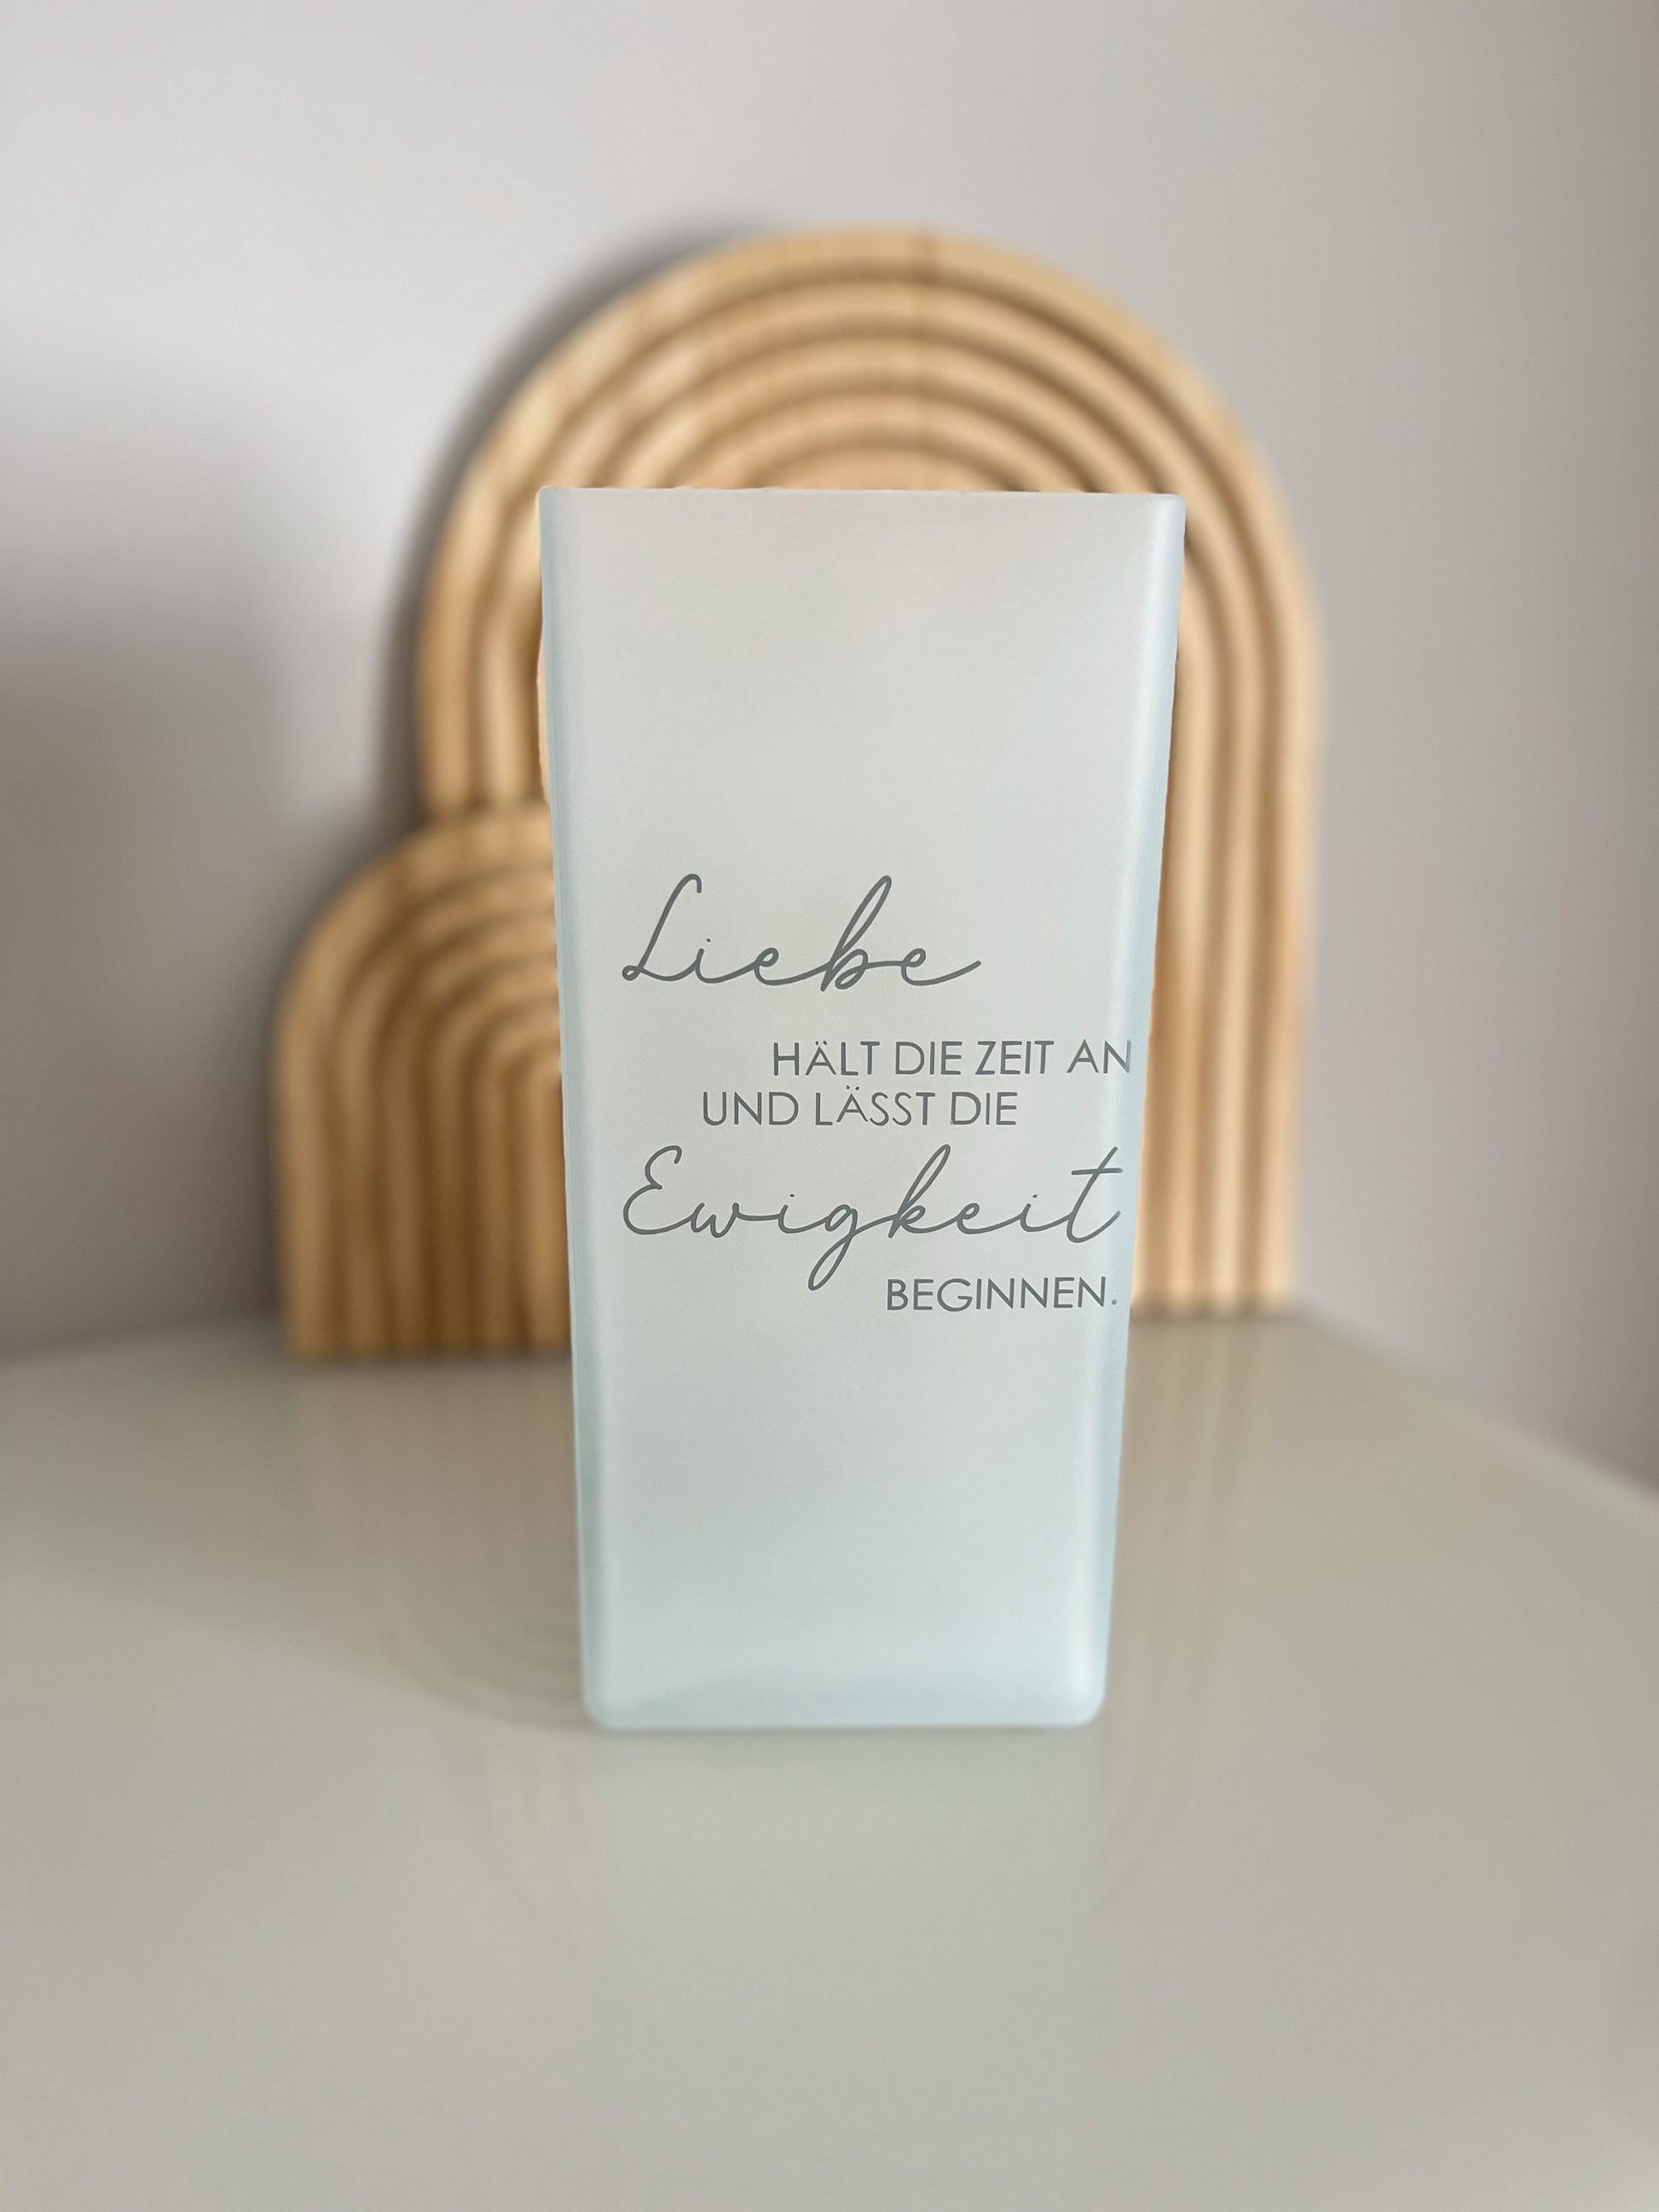 Liebe
HÄLT DIE ZEIT AN
UND LÄSST DIE
Ewigkeit
BEGINNEN.